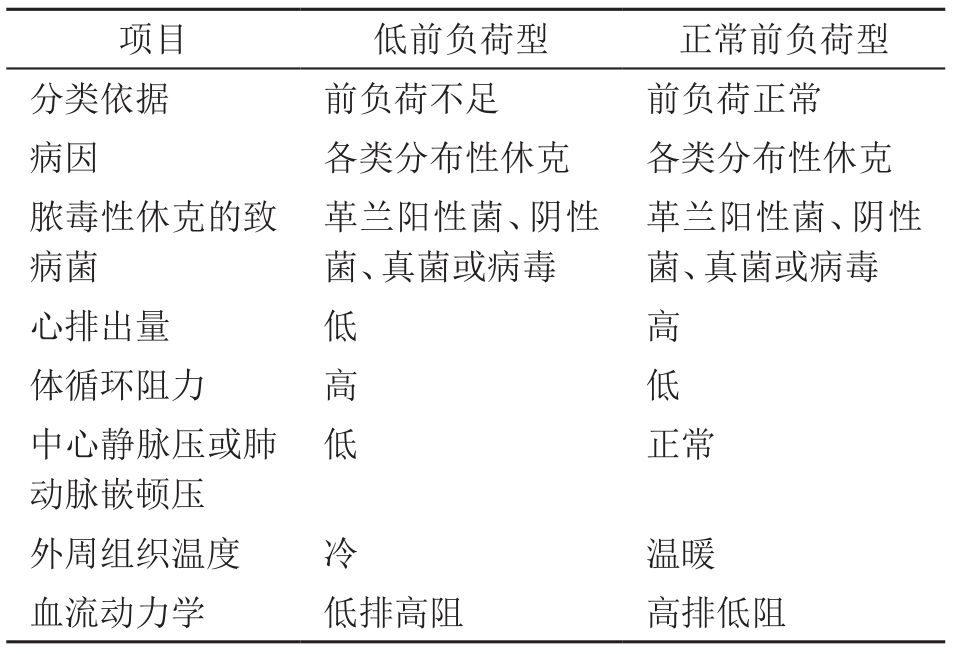 项目 低前负荷型 正常前负荷型
分类依据 前负荷不足 前负荷正常
病因 各类分布性休克 各类分布性休克
脓毒性休克的致 革兰阳性菌、阴性 革兰阳性菌、阴性
病菌 菌、真菌或病毒 菌、真菌或病毒
心排出量 低 高
体循环阻力 高 低
中心静脉压或肺 低 正常
动脉嵌顿压
外周组织温度 冷 温暖
血流动力学 低排高阻 高排低阻